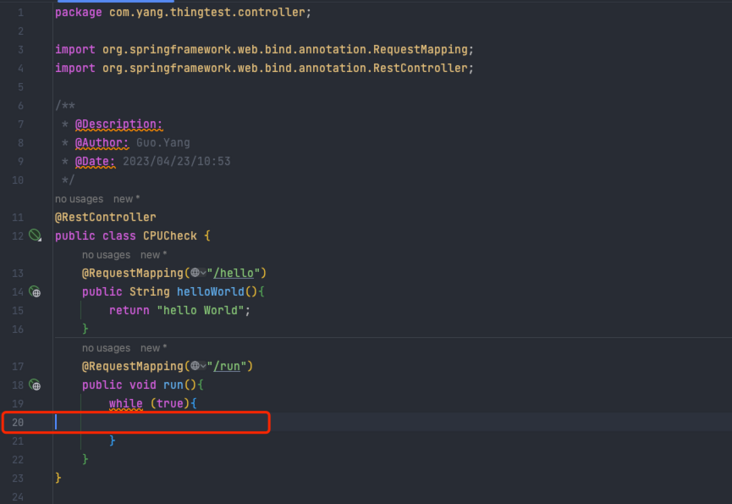 1 package com.yang.thingtest.controller;
2
3 import org.springframework.web.bind.annotation.RequestMapping;
4 import org.springframework.web.bind.annotation.RestController;
5
6 /**
7  * @Description:
8  * @Author: Guo.Yang
9  * @Date: 2023/04/23/10:53
10  */
no usages   new *
11 @RestController
12 public class CPUCheck {
no usages   new *
13     @RequestMapping("/hello")
14     public String helloWorld(){
15         return "hello World";
16     }
no usages   new *
17     @RequestMapping("/run")
18     public void run(){
19         while (true){
20
21         }
22     }
23 }
24